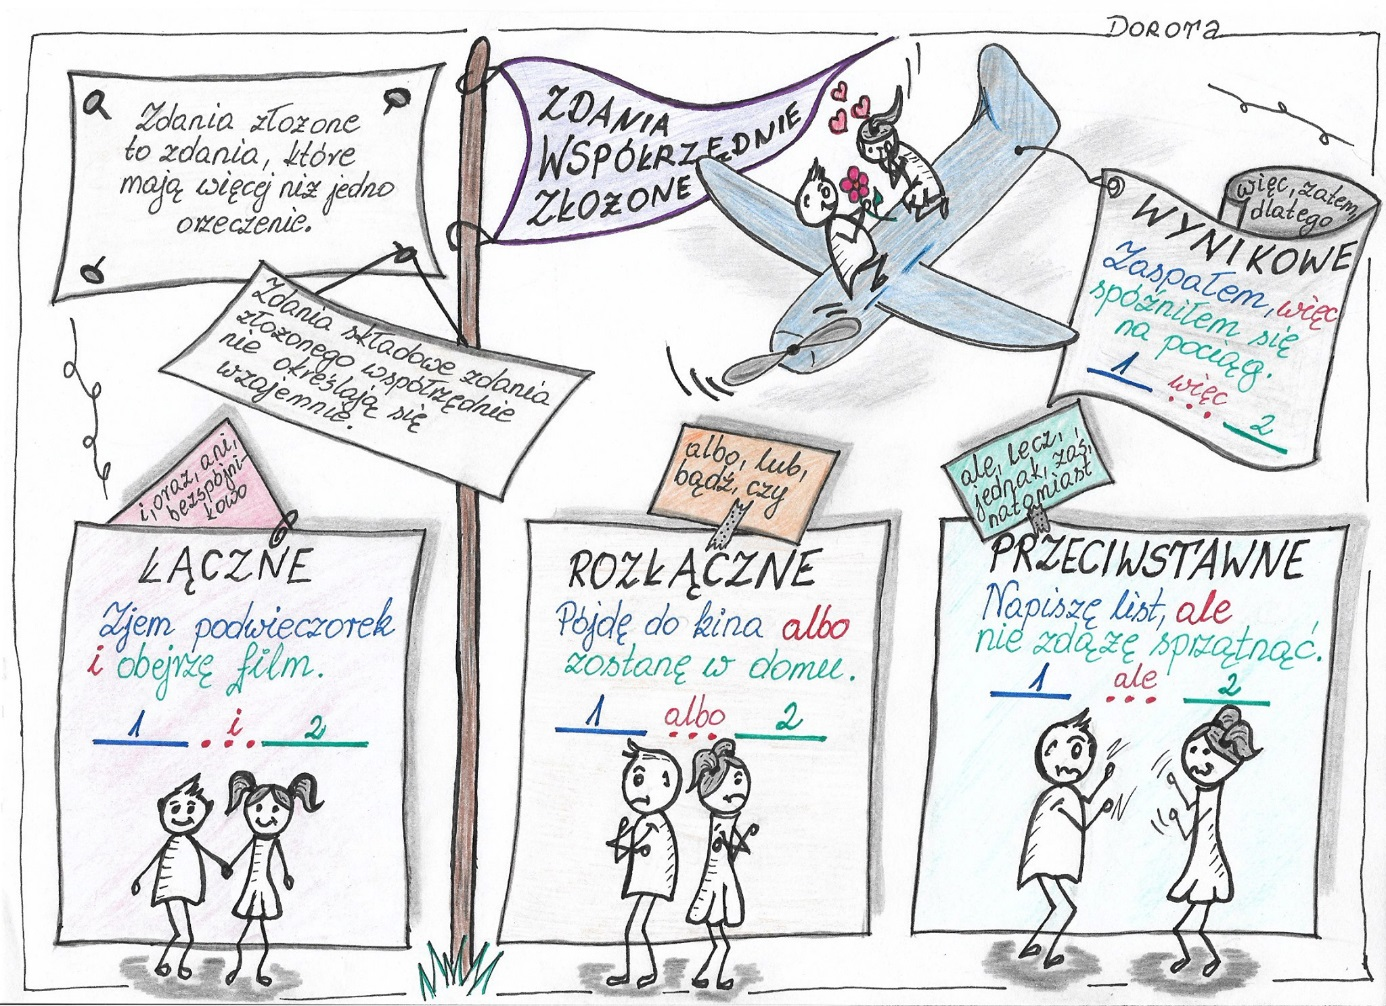 DOROTA
Zdania złożone
to zdania, które
mają więcej niż jedno
orzeczenie.
ZDANIA
WSPÓŁRZĘDNIE
ZŁOŻONE
Zdania składowe zdania
złożonego współrzędnie
nie określają się
wzajemnie.
więc, zatem,
dlatego
WYNIKOWE
Zaspałem, więc
spóźniłem się
na pociąg.
1 więc 2
i, oraz, ani,
bezspójni-
kowo
ŁĄCZNE
Zjem podwieczorek
i obejrzę film.
1 i 2
albo, lub,
bądź, czy
ROZŁĄCZNE
Pójdę do kina albo
zostanę w domu.
1 albo 2
ale, lecz,
jednak, zaś,
natomiast
PRZECIWSTAWNE
Napiszę list, ale
nie zdążę sprzątnąć.
1 ale 2